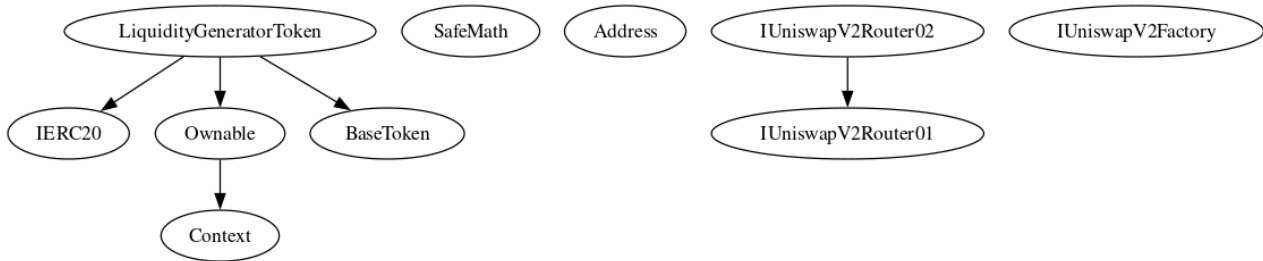 LiquidityGeneratorToken
SafeMath
Address
IUniswapV2Router02
IUniswapV2Factory
IERC20
Ownable
BaseToken
IUniswapV2Router01
Context